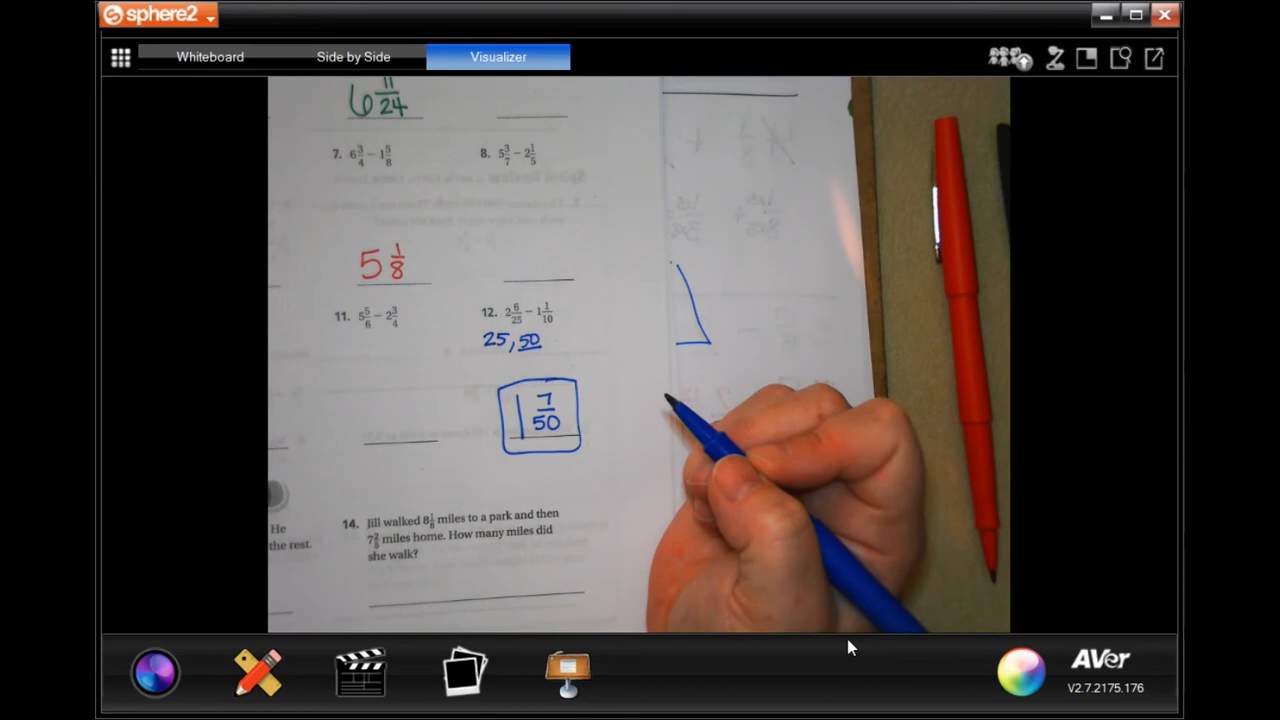 sphere2
Whiteboard Side by Side Visualizer
6 11/24
7. 6 3/4 − 1 5/8 8. 5 3/7 − 2 1/5
5 1/8
11. 5 5/6 − 2 3/4 12. 2 6/25 − 1 1/10
25, 50
1 7/50
He
the rest.
14. Jill walked 8 1/8 miles to a park and then
miles home. How many miles did
she walk?
AVer
V2.7.2175.176